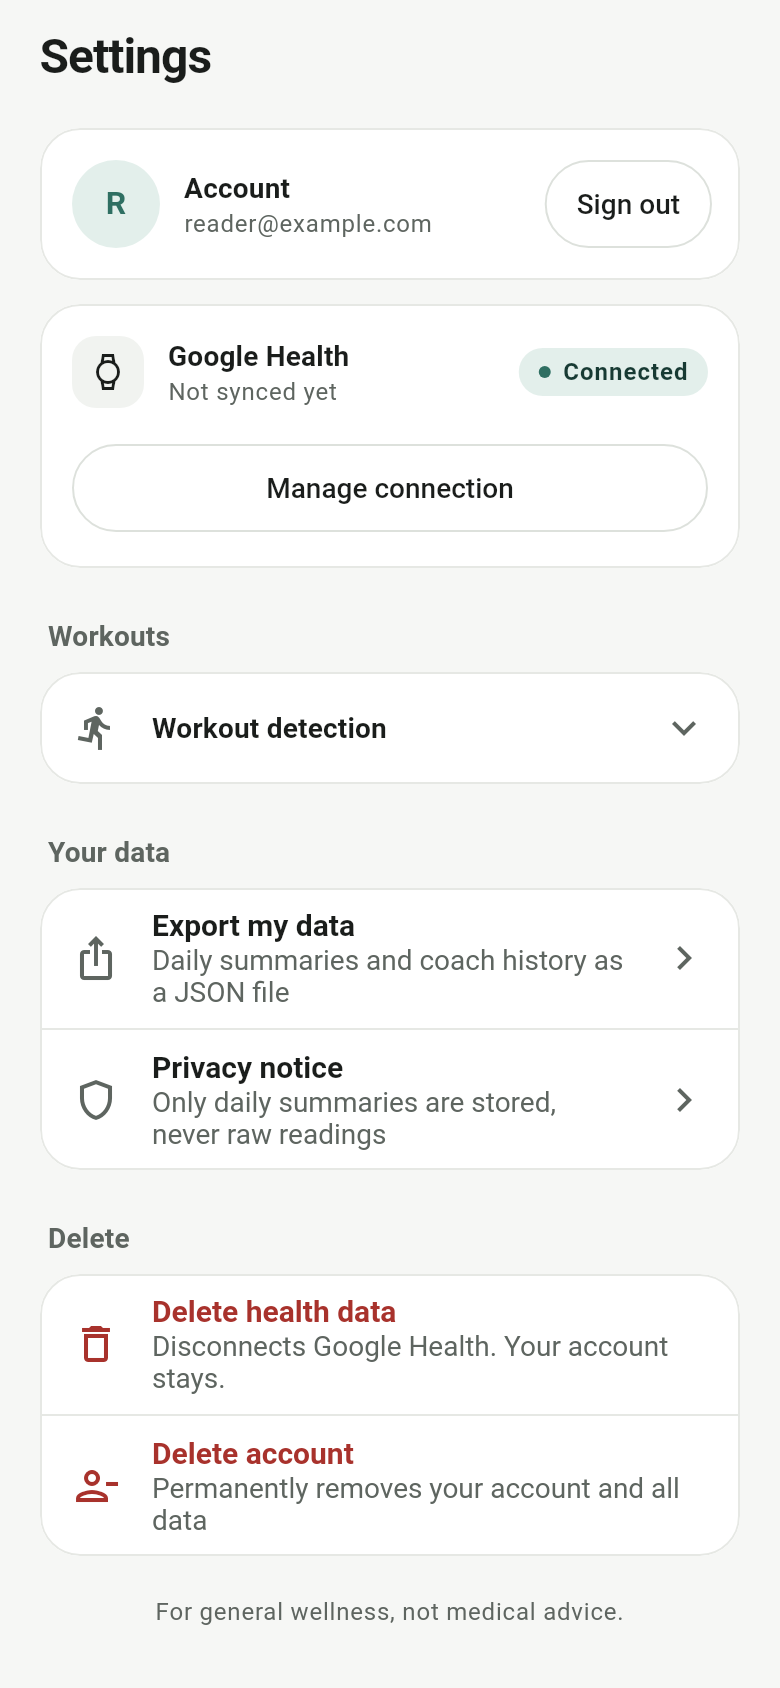 Settings
R
Account
reader@example.com
Sign out
Google Health
Not synced yet
Connected
Manage connection
Workouts
Workout detection
Your data
Export my data
Daily summaries and coach history as
a JSON file
Privacy notice
Only daily summaries are stored,
never raw readings
Delete
Delete health data
Disconnects Google Health. Your account
stays.
Delete account
Permanently removes your account and all
data
For general wellness, not medical advice.